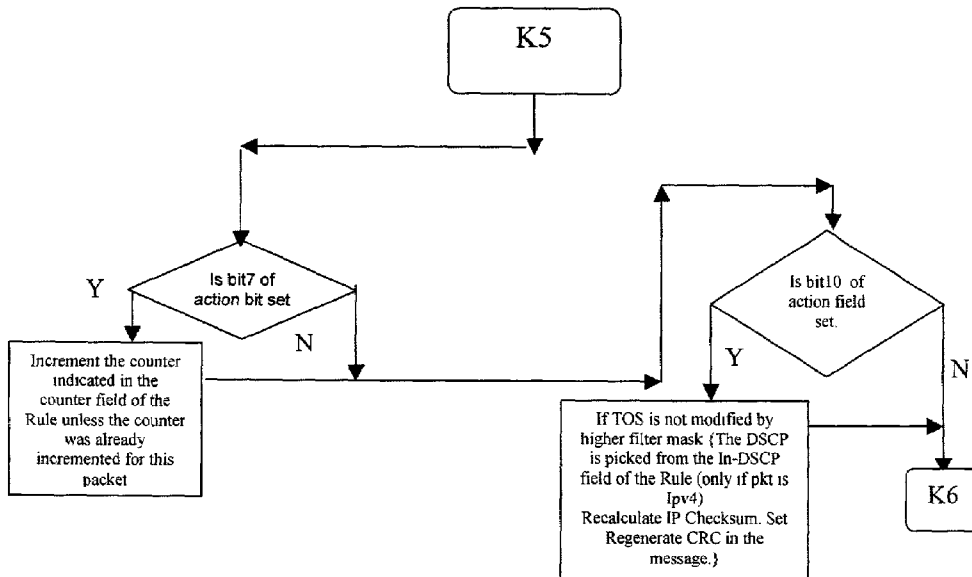 K5
Is bit7 of
action bit set
Y
N
Increment the counter
indicated in the
counter field of the
Rule unless the counter
was already
incremented for this
packet
Is bit10 of
action field
set.
Y
N
If TOS is not modified by
higher filter mask {The DSCP
is picked from the In-DSCP
field of the Rule (only if pkt is
Ipv4)
Recalculate IP Checksum. Set
Regenerate CRC in the
message.}
K6